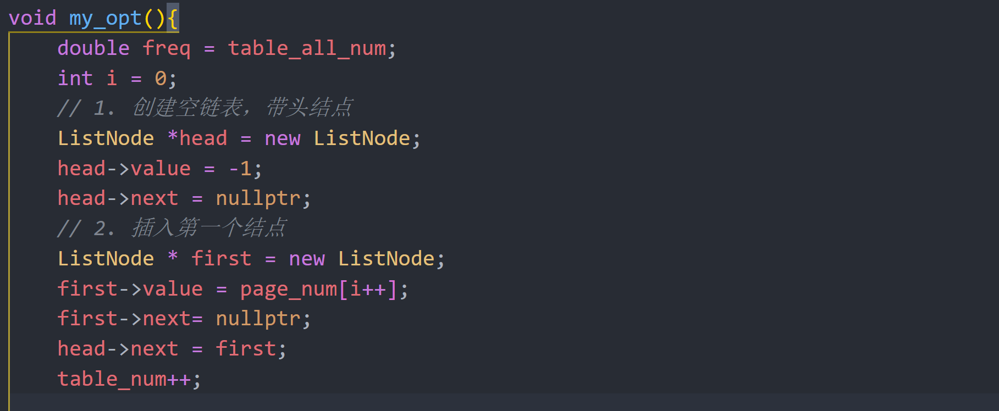 void my_opt(){
double freq = table_all_num;
int i = 0;
// 1. 创建空链表，带头结点
ListNode *head = new ListNode;
head->value = -1;
head->next = nullptr;
// 2. 插入第一个结点
ListNode * first = new ListNode;
first->value = page_num[i++];
first->next= nullptr;
head->next = first;
table_num++;